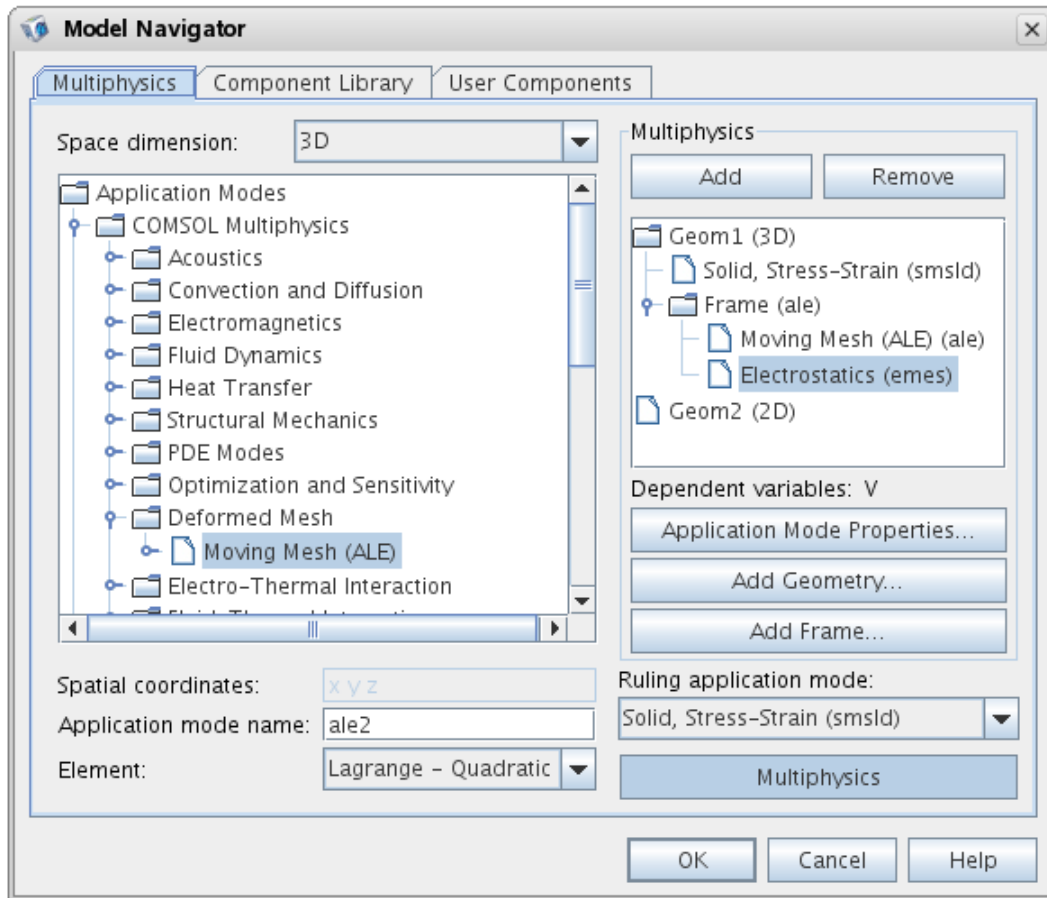 Model Navigator
Multiphysics
Component Library
User Components
Space dimension:
3D
Application Modes
COMSOL Multiphysics
Acoustics
Convection and Diffusion
Electromagnetics
Fluid Dynamics
Heat Transfer
Structural Mechanics
PDE Modes
Optimization and Sensitivity
Deformed Mesh
Moving Mesh (ALE)
Electro-Thermal Interaction
Spatial coordinates:
x y z
Application mode name:
ale2
Element:
Lagrange - Quadratic
Multiphysics
Add
Remove
Geom1 (3D)
Solid, Stress-Strain (smsld)
Frame (ale)
Moving Mesh (ALE) (ale)
Electrostatics (emes)
Geom2 (2D)
Dependent variables: V
Application Mode Properties...
Add Geometry...
Add Frame...
Ruling application mode:
Solid, Stress-Strain (smsld)
Multiphysics
OK
Cancel
Help